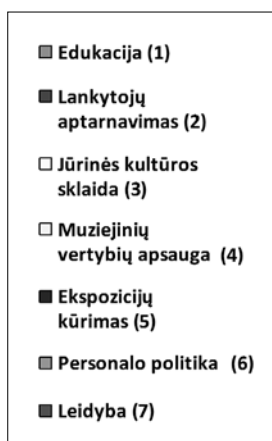 Edukacija (1)
Lankytojų
aptarnavimas (2)
Jūrinės kultūros
sklaida (3)
Muziejinių
vertybių apsauga (4)
Ekspozicijų
kūrimas (5)
Personalo politika (6)
Leidyba (7)